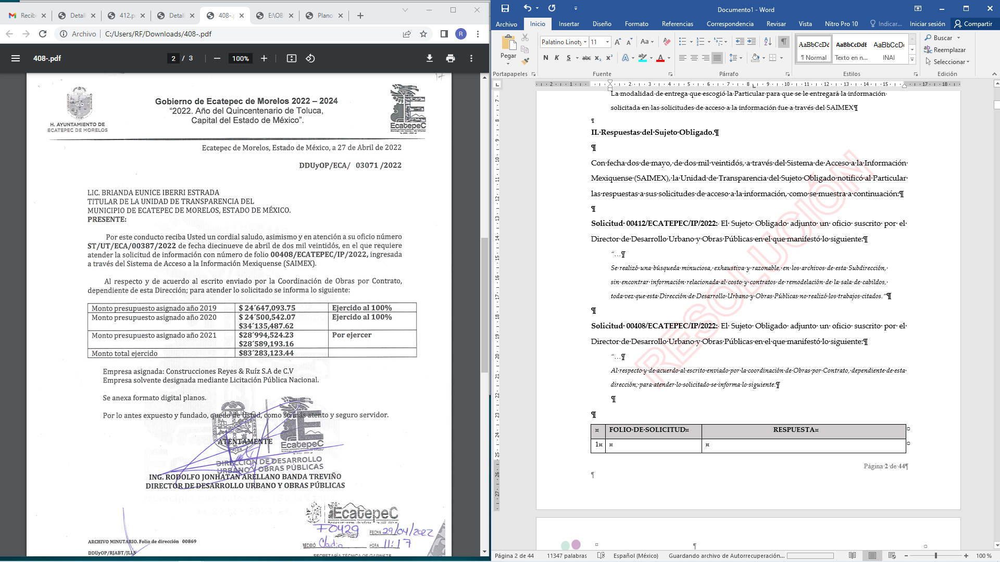 Recib
Detall
412.p
Detall
408-.p
E:\OB
Plano
Archivo
C:/Users/RF/Downloads/408-.pdf
R
408-.pdf
2 / 3
100%
H. AYUNTAMIENTO DE
ECATEPEC DE MORELOS
Gobierno de Ecatepec de Morelos 2022 – 2024
“2022. Año del Quincentenario de Toluca,
Capital del Estado de México”.
EcatepeC
Ecatepec de Morelos, Estado de México, a 27 de Abril de 2022
DDUyOP/ECA/ 03071 /2022
LIC. BRIANDA EUNICE IBERRI ESTRADA
TITULAR DE LA UNIDAD DE TRANSPARENCIA DEL
MUNICIPIO DE ECATEPEC DE MORELOS, ESTADO DE MÉXICO.
PRESENTE:
Por este conducto reciba Usted un cordial saludo, asimismo y en atención a su oficio número
ST/UT/ECA/00387/2022 de fecha diecinueve de abril de dos mil veintidós, en el que requiere
atender la solicitud de información con número de folio 00408/ECATEPEC/IP/2022, ingresada
a través del Sistema de Acceso a la Información Mexiquense (SAIMEX).
Al respecto y de acuerdo al escrito enviado por la Coordinación de Obras por Contrato,
dependiente de esta Dirección; para atender lo solicitado se informa lo siguiente:
Monto presupuesto asignado año 2019 $ 24´647,093.75 Ejercido al 100%
Monto presupuesto asignado año 2020 $ 24´500,542.07 Ejercido al 100%
$34´135,487.62
Monto presupuesto asignado año 2021 $28´994,524.23 Por ejercer
$28´589,193.16
Monto total ejercido $83´283,123.44
Empresa asignada: Construcciones Reyes & Ruíz S.A de C.V
Empresa solvente designada mediante Licitación Pública Nacional.
Se anexa formato digital planos.
Por lo antes expuesto y fundado, quedo de Usted, como su más atento y seguro servidor.
ATENTAMENTE
EcatepeC
DIRECCIÓN DE DESARROLLO
URBANO Y OBRAS PÚBLICAS
ING. RODOLFO JONHATAN ARELLANO BANDA TREVIÑO
DIRECTOR DE DESARROLLO URBANO Y OBRAS PÚBLICAS
EcatepeC
F0429 FECHA 29/04/2022
RECIBIÓ Claudia HORA 11:17
SECRETARÍA TÉCNICA DE GABINETE
ARCHIVO MINUTARIO. Folio de dirección 00869
DDUyOP/RJABT/JLLS
Documento1 - Word
Archivo Inicio Insertar Diseño Formato Referencias Correspondencia Revisar Vista Nitro Pro 10 Indicar... Iniciar sesión Compartir
Pegar
Palatino Linoty 11
AaBbCcDd AaBbCcDdE AaBbCcDd
¶ Normal Texto en n... INAI
Buscar
Reemplazar
Seleccionar
Portapapeles Fuente Párrafo Estilos Edición
La modalidad de entrega que escogió la Particular para que se le entregará la información
solicitada en las solicitudes de acceso a la información fue a través del SAIMEX¶
¶
II. Respuestas del Sujeto Obligado.¶
¶
Con fecha dos de mayo, de dos mil veintidós, a través del Sistema de Acceso a la Información
Mexiquense (SAIMEX), la Unidad de Transparencia del Sujeto Obligado notificó al Particular
las respuestas a sus solicitudes de acceso a la información, como se muestra a continuación:¶
¶
Solicitud 00412/ECATEPEC/IP/2022: El Sujeto Obligado adjunto un oficio suscrito por el
Director de Desarrollo Urbano y Obras Públicas en el que manifestó lo siguiente:¶
“…¶
Se realizó una búsqueda minuciosa, exhaustiva y razonable, en los archivos de esta Subdirección,
sin encontrar información relacionada al costo y contratos de remodelación de la sala de cabildos,
toda vez que esta Dirección de Desarrollo Urbano y Obras Públicas no realizó los trabajos citados.”¶
¶
Solicitud 00408/ECATEPEC/IP/2022: El Sujeto Obligado adjunto un oficio suscrito por el
Director de Desarrollo Urbano y Obras Públicas en el que manifestó lo siguiente:¶
“…¶
Al respecto y de acuerdo al escrito enviado por la coordinación de Obras por Contrato, dependiente de esta
dirección; para atender lo solicitado se informa lo siguiente:¶
¶
¶
FOLIO DE SOLICITUD RESPUESTA
1
Página 2 de 44¶
¶
RESOLUCIÓN
Página 2 de 44 11347 palabras Español (México) Guardando archivo de Autorrecuperación... 100 %